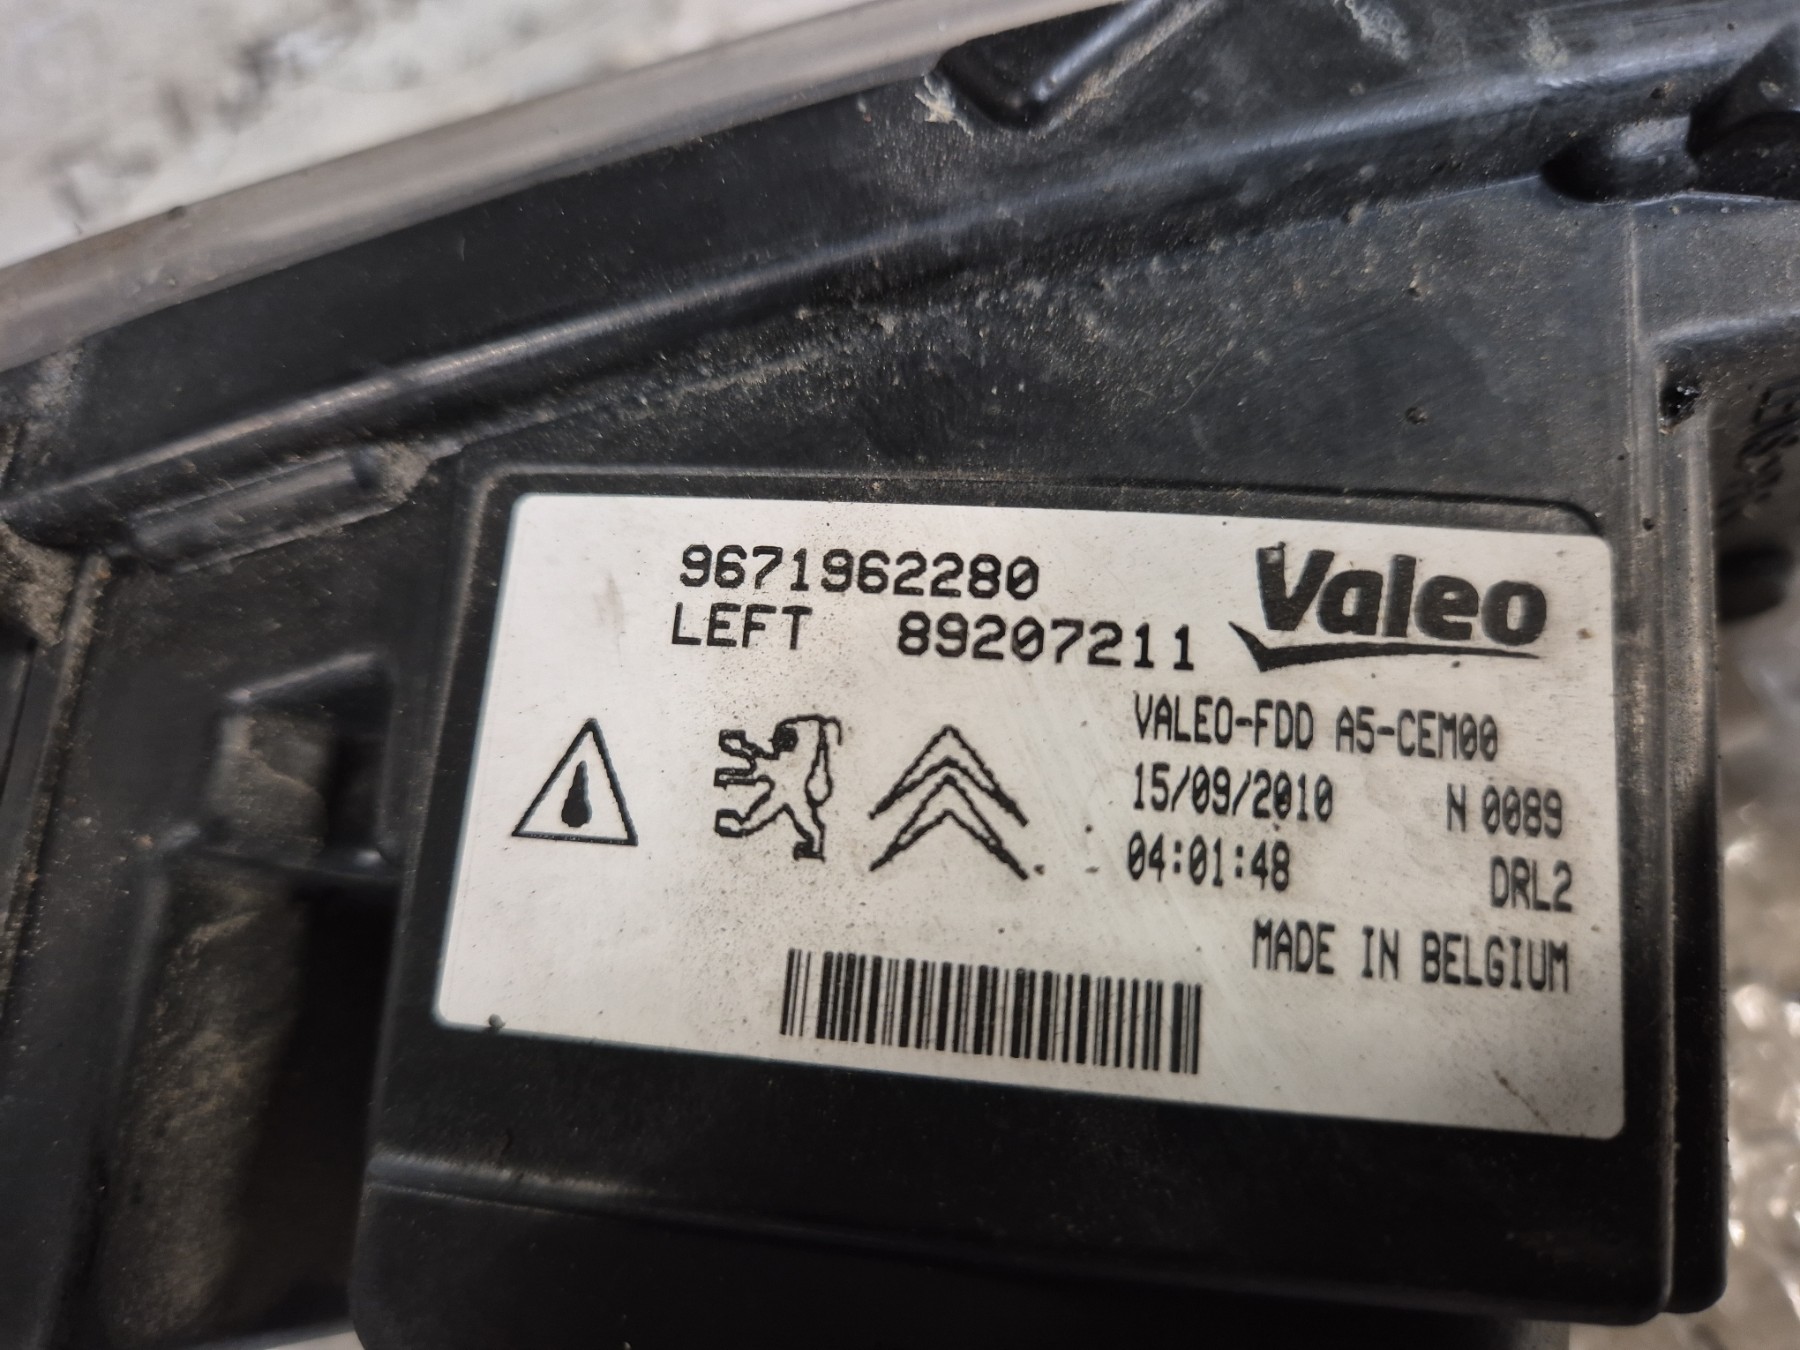 9671962280
LEFT 89207211
Valeo
VALEO-FDD A5-CEM00
15/09/2010 N 0089
04:01:48 DRL2
MADE IN BELGIUM